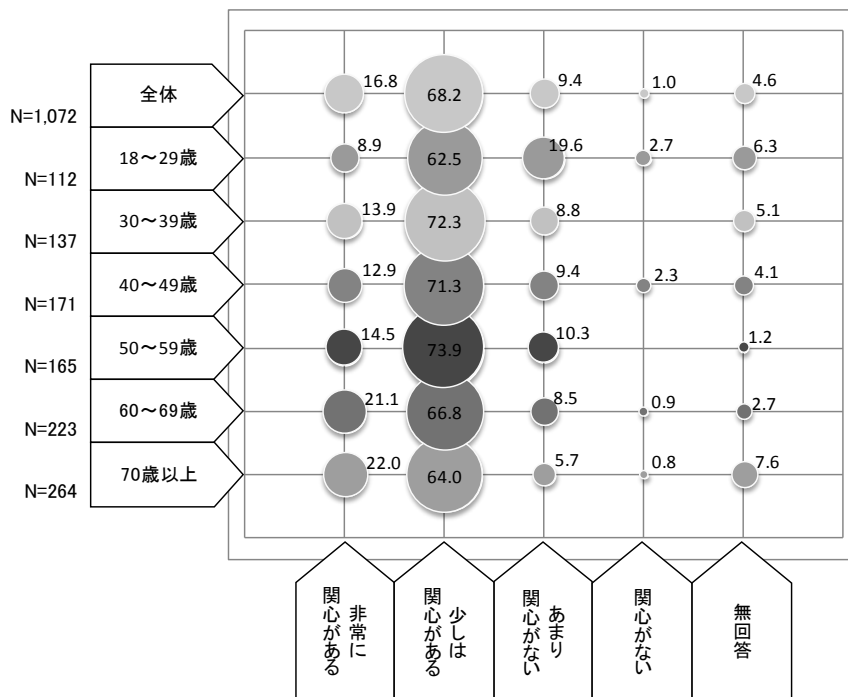 全体
N=1,072
16.8
68.2
9.4
1.0
4.6
18～29歳
N=112
8.9
62.5
19.6
2.7
6.3
30～39歳
N=137
13.9
72.3
8.8
5.1
40～49歳
N=171
12.9
71.3
9.4
2.3
4.1
50～59歳
N=165
14.5
73.9
10.3
1.2
60～69歳
N=223
21.1
66.8
8.5
0.9
2.7
70歳以上
N=264
22.0
64.0
5.7
0.8
7.6
非常に
関心がある
少しは
関心がある
あまり
関心がない
関心がない
無回答